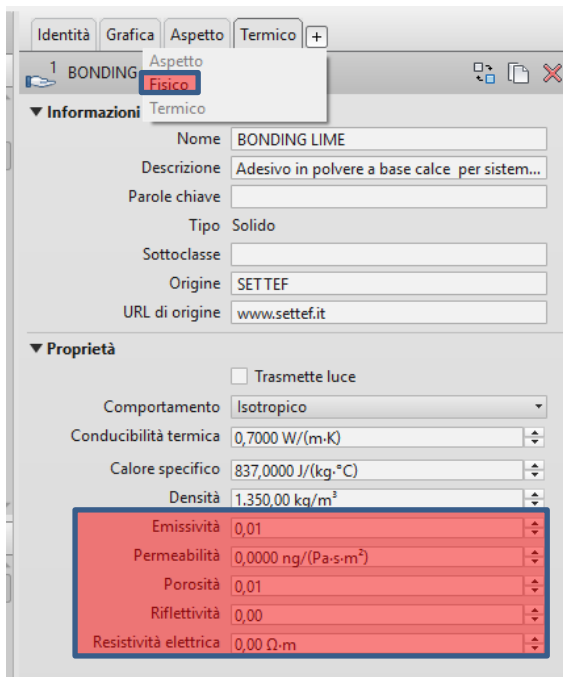 Identità Grafica Aspetto Termico +
1 BONDING
Aspetto
Fisico
Termico
Informazioni
Nome BONDING LIME
Descrizione Adesivo in polvere a base calce per sistem...
Parole chiave
Tipo Solido
Sottoclasse
Origine SETTEF
URL di origine www.settef.it
Proprietà
Trasmette luce
Comportamento Isotropico
Conducibilità termica 0,7000 W/(m·K)
Calore specifico 837,0000 J/(kg·°C)
Densità 1.350,00 kg/m³
Emissività 0,01
Permeabilità 0,0000 ng/(Pa·s·m²)
Porosità 0,01
Riflettività 0,00
Resistività elettrica 0,00 Ω·m